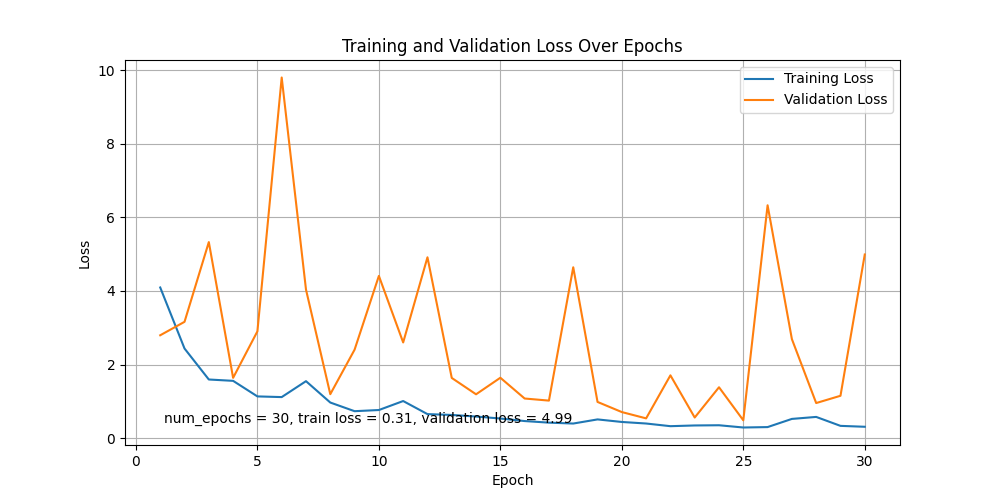 Training and Validation Loss Over Epochs
10
8
6
4
2
0
Loss
Training Loss
Validation Loss
num_epochs = 30, train loss = 0.31, validation loss = 4.99
0 5 10 15 20 25 30
Epoch